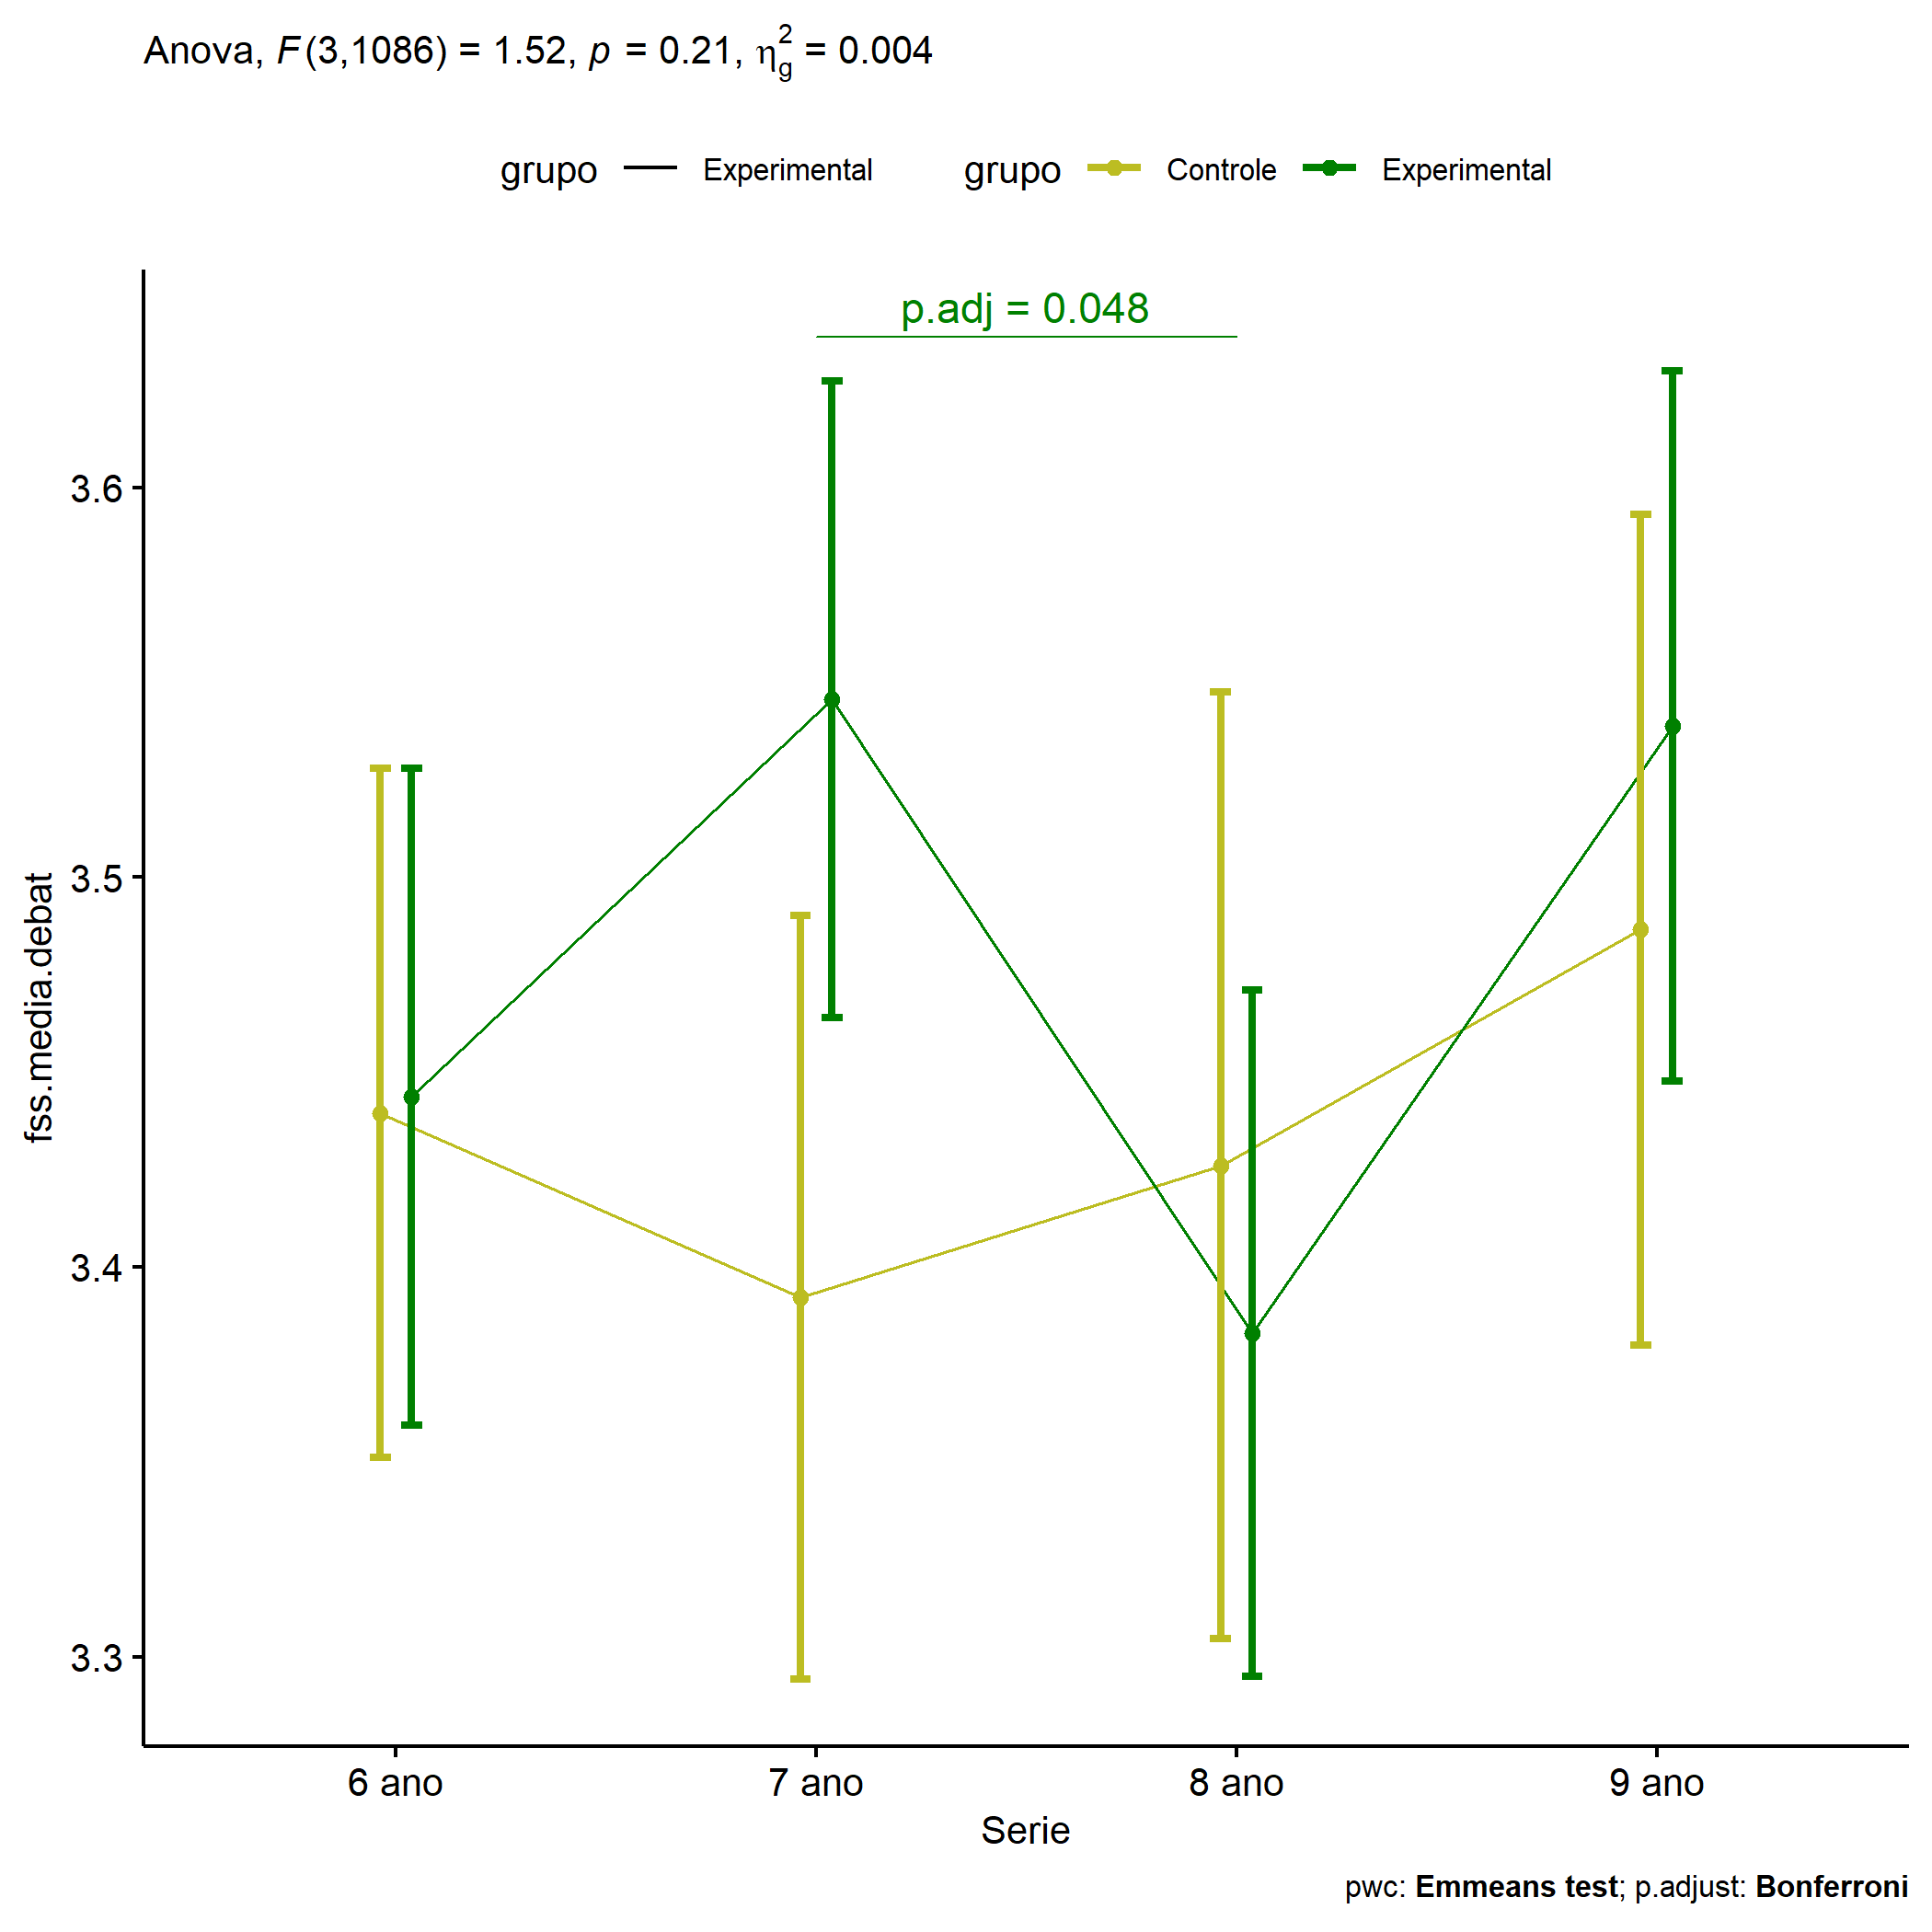 Anova, F(3,1086) = 1.52, p = 0.21, η²g = 0.004
grupo Experimental grupo Controle Experimental
p.adj = 0.048
3.6
3.5
3.4
3.3
fss.media.debat
6 ano 7 ano 8 ano 9 ano
Serie
pwc: Emmeans test; p.adjust: Bonferroni